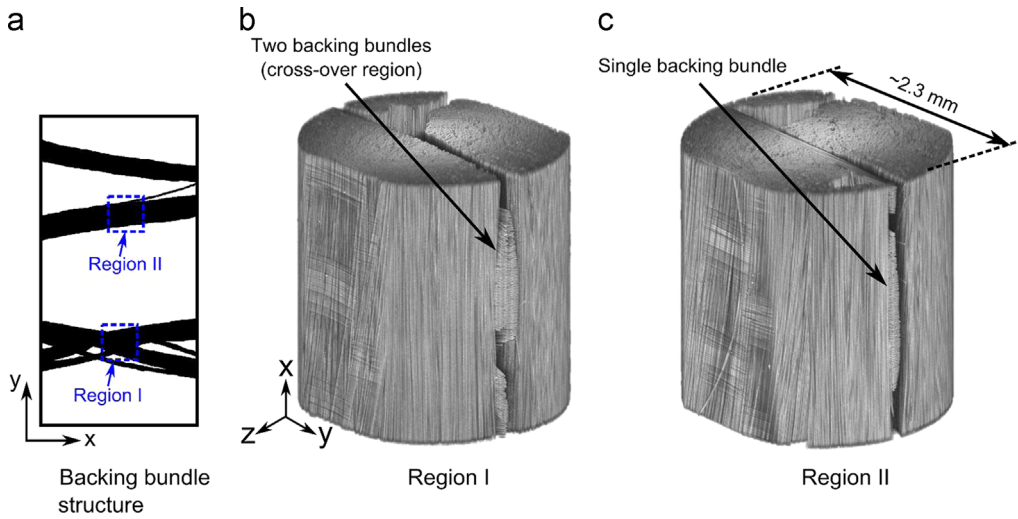 a
Region II
Region I
y
x
Backing bundle
structure
b
Two backing bundles
(cross-over region)
x
z
y
Region I
c
Single backing bundle
~2.3 mm
Region II